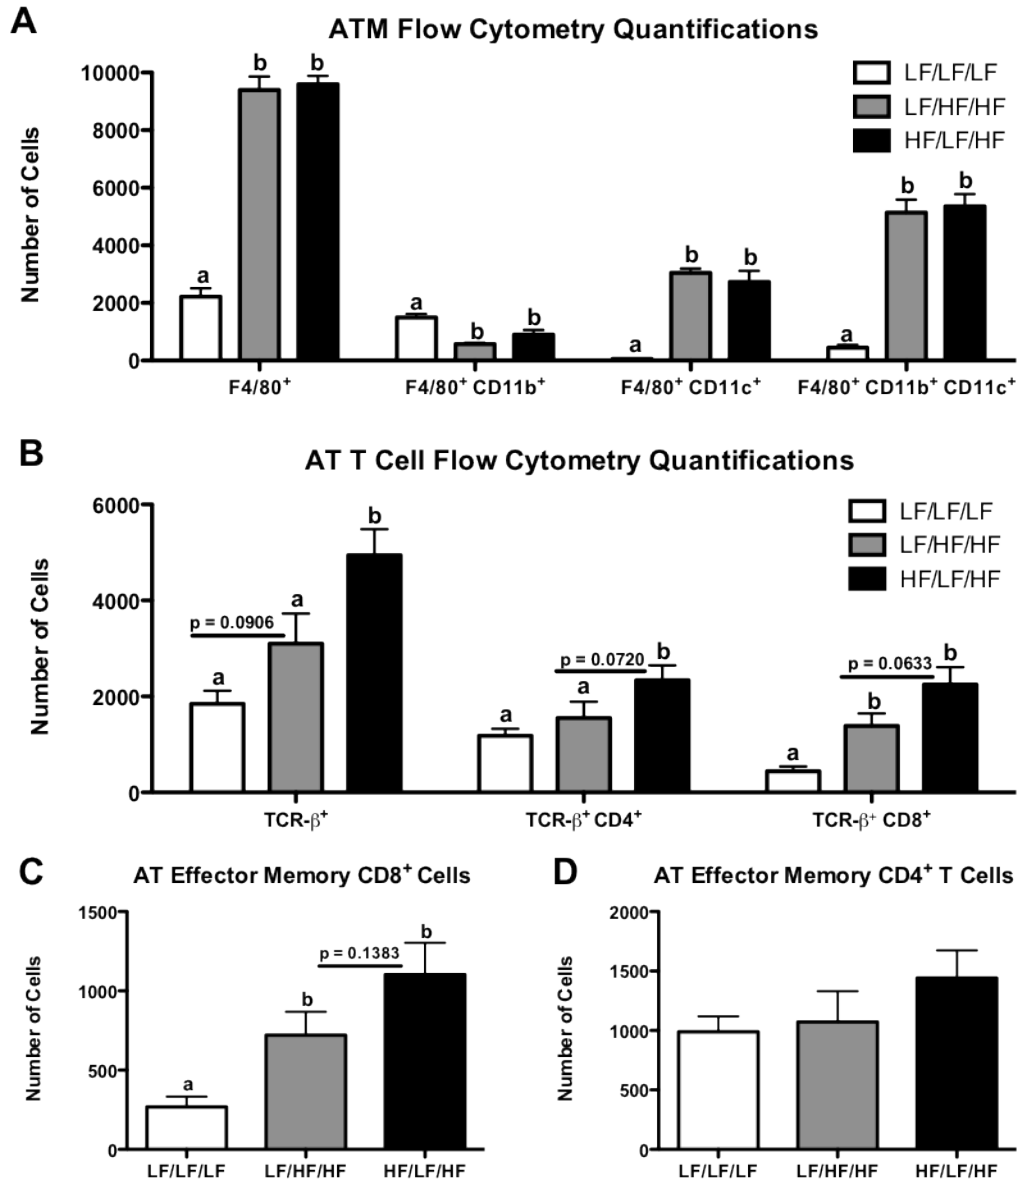 A
ATM Flow Cytometry Quantifications
Number of Cells
10000
8000
6000
4000
2000
0
a b b
a b b
a b b
a b b
LF/LF/LF
LF/HF/HF
HF/LF/HF
F4/80⁺ F4/80⁺ CD11b⁺ F4/80⁺ CD11c⁺ F4/80⁺ CD11b⁺ CD11c⁺
B
AT T Cell Flow Cytometry Quantifications
Number of Cells
6000
4000
2000
0
p = 0.0906
a a b
p = 0.0720
a a b
p = 0.0633
a b b
LF/LF/LF
LF/HF/HF
HF/LF/HF
TCR-β⁺ TCR-β⁺ CD4⁺ TCR-β⁺ CD8⁺
C
AT Effector Memory CD8⁺ Cells
Number of Cells
1500
1000
500
0
p = 0.1383
a b b
LF/LF/LF LF/HF/HF HF/LF/HF
D
AT Effector Memory CD4⁺ T Cells
Number of Cells
2000
1500
1000
500
0
LF/LF/LF LF/HF/HF HF/LF/HF